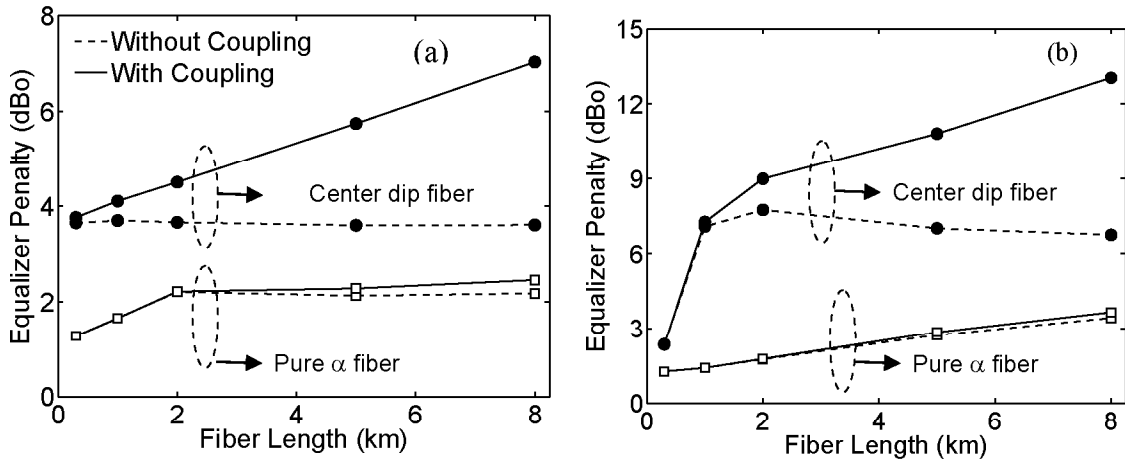 Equalizer Penalty (dBo)
8
6
4
2
0
Without Coupling
With Coupling
(a)
Center dip fiber
Pure α fiber
0 2 4 6 8
Fiber Length (km)
Equalizer Penalty (dBo)
15
12
9
6
3
0
(b)
Center dip fiber
Pure α fiber
0 2 4 6 8
Fiber Length (km)